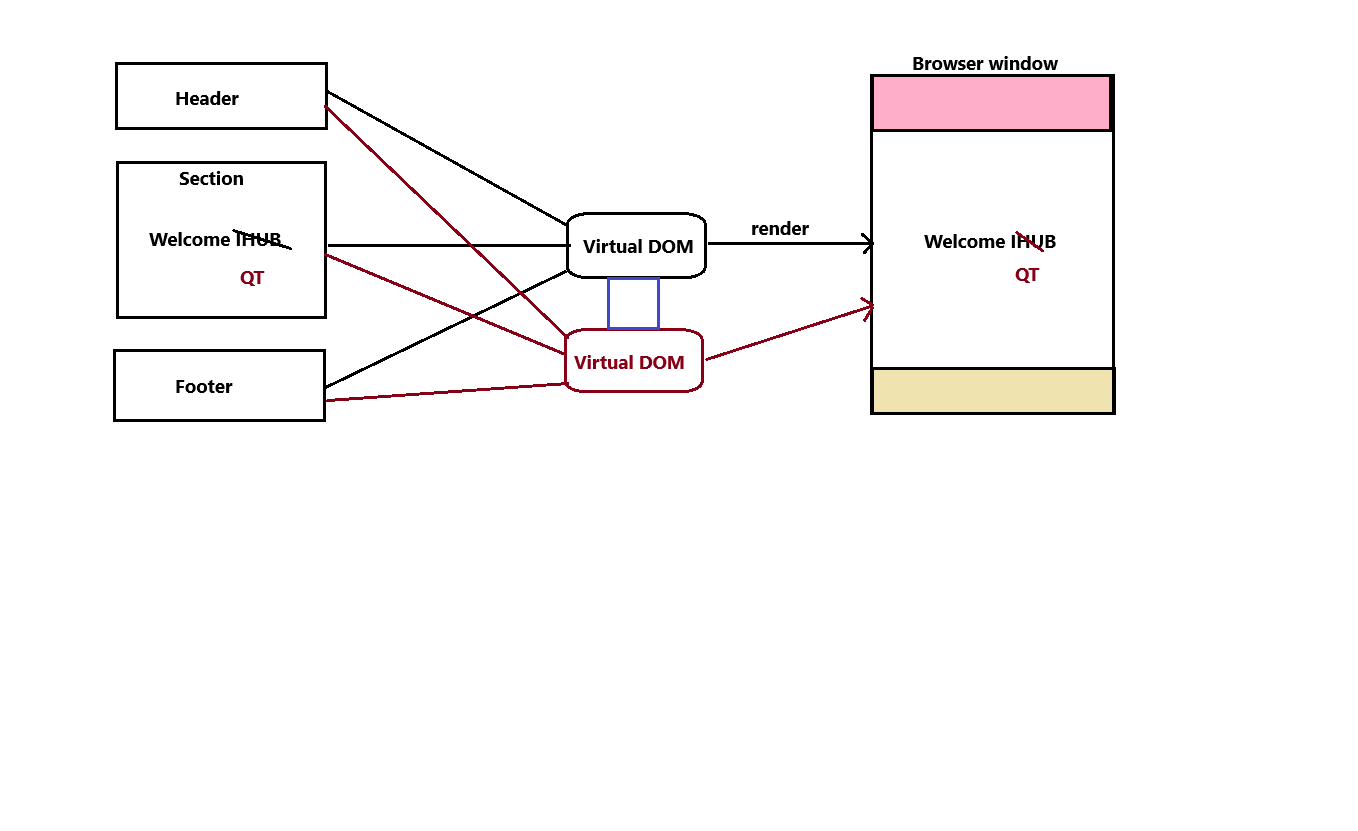 Browser window
Header
Section
Welcome IHUB
QT
Footer
Virtual DOM
Virtual DOM
render
Welcome IHUB
QT